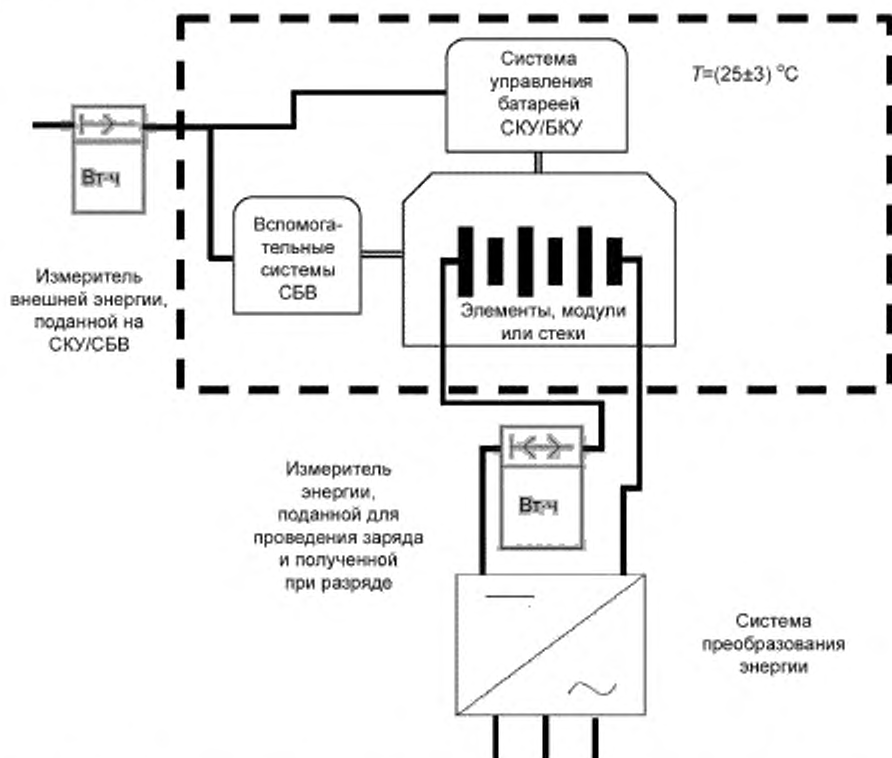 Система
управления
батареей
СКУ/БКУ
T=(25±3) °C
Вт·ч
Вспомога-
тельные
системы
СБВ
Измеритель
внешней энергии,
поданной на
СКУ/СБВ
Элементы, модули
или стеки
Измеритель
энергии,
поданной для
проведения заряда
и полученной
при разряде
Вт·ч
Система
преобразования
энергии